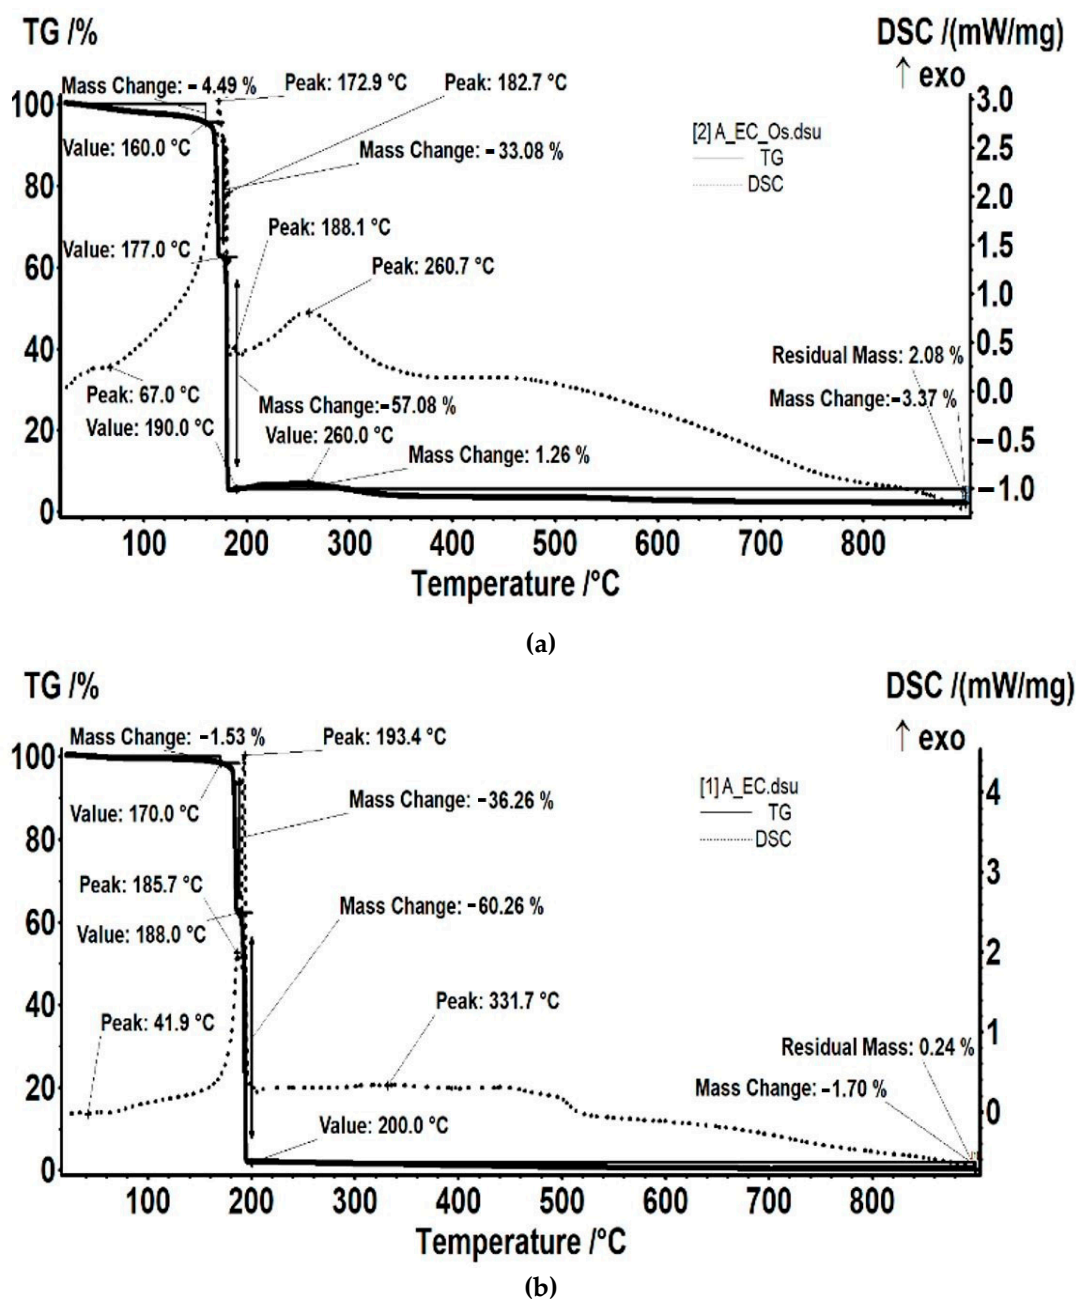 TG /%
DSC /(mW/mg)
↑ exo
Mass Change: - 4.49 %
Peak: 172.9 °C
Peak: 182.7 °C
[2] A_EC_Os.dsu
TG
DSC
Value: 160.0 °C
Mass Change: - 33.08 %
Peak: 188.1 °C
Value: 177.0 °C
Peak: 260.7 °C
Peak: 67.0 °C
Mass Change:-57.08 %
Value: 190.0 °C
Value: 260.0 °C
Mass Change: 1.26 %
Residual Mass: 2.08 %
Mass Change:-3.37 %
100
80
60
40
20
0
3.0
2.5
2.0
1.5
1.0
0.5
0.0
-0.5
-1.0
100 200 300 400 500 600 700 800
Temperature /°C
(a)
TG /%
DSC /(mW/mg)
↑ exo
Mass Change: -1.53 %
Peak: 193.4 °C
[1] A_EC.dsu
TG
DSC
Value: 170.0 °C
Mass Change: -36.26 %
Peak: 185.7 °C
Mass Change: -60.26 %
Value: 188.0 °C
Peak: 41.9 °C
Peak: 331.7 °C
Residual Mass: 0.24 %
Mass Change: -1.70 %
Value: 200.0 °C
100
80
60
40
20
0
4
3
2
1
0
100 200 300 400 500 600 700 800
Temperature /°C
(b)